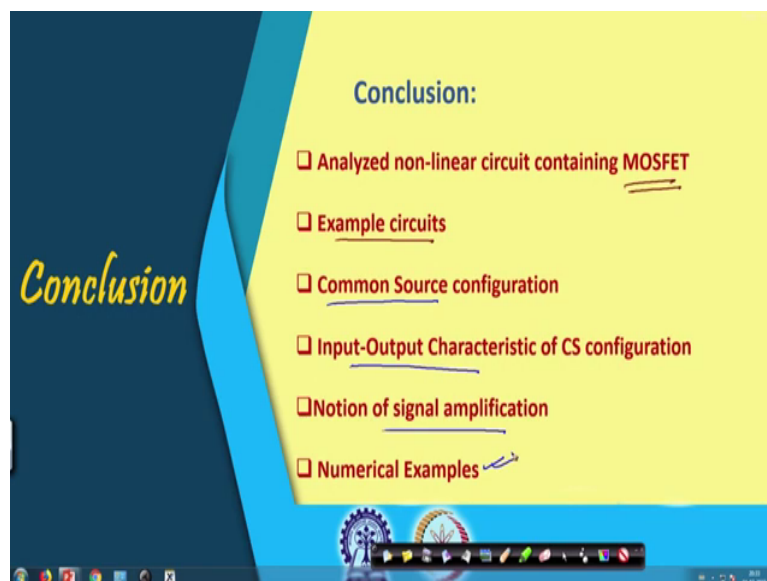 Conclusion
Conclusion:
Analyzed non-linear circuit containing MOSFET
Example circuits
Common Source configuration
Input-Output Characteristic of CS configuration
Notion of signal amplification
Numerical Examples